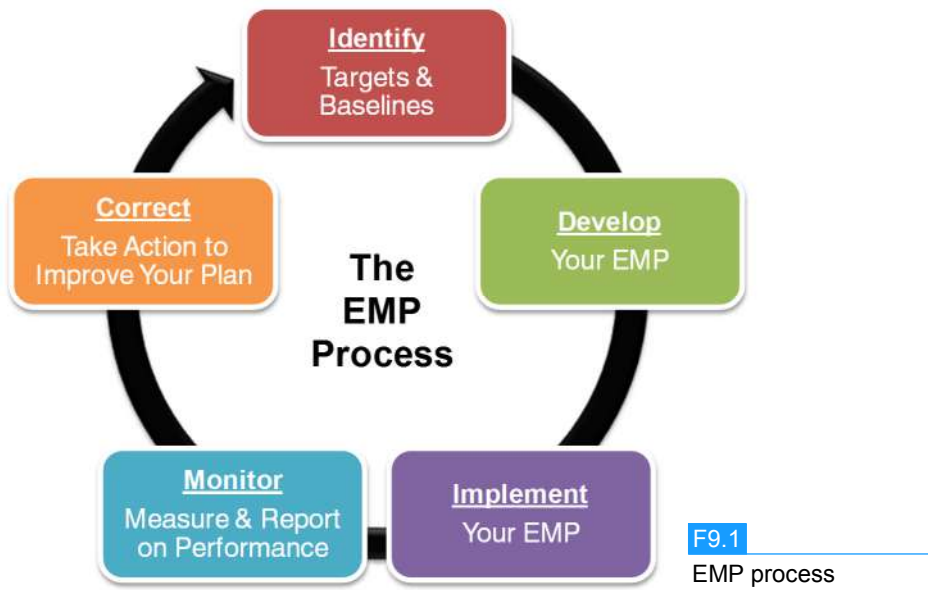 Identify
Targets &
Baselines
Correct
Take Action to
Improve Your Plan
Develop
Your EMP
The
EMP
Process
Monitor
Measure & Report
on Performance
Implement
Your EMP
F9.1
EMP process